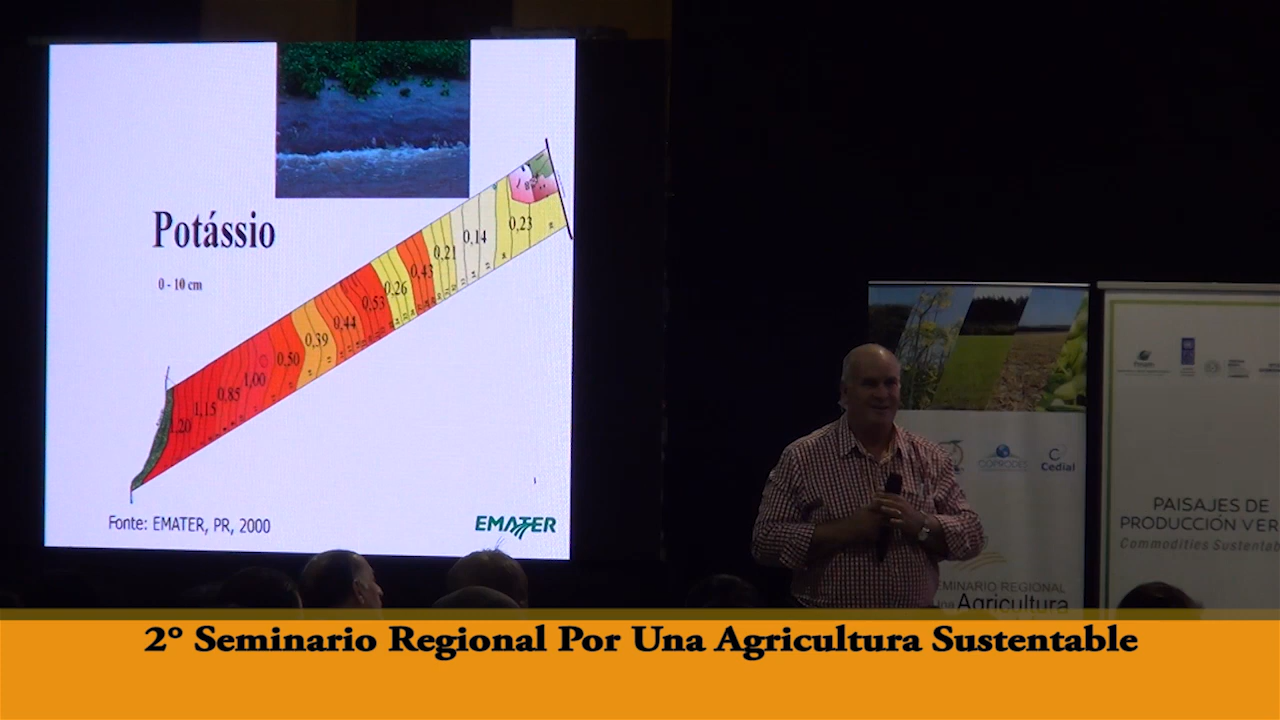 Potássio
0 - 10 cm
0,23
0,14
0,21
0,43
0,26
0,53
0,44
0,39
0,50
1,00
0,85
1,15
1,20
Fonte: EMATER, PR, 2000
EMATER
COPRODES
Cedial
SEMINARIO REGIONAL
Agricultura
PAISAJES DE
PRODUCCIÓN VER
Commodities Sustentab
2° Seminario Regional Por Una Agricultura Sustentable